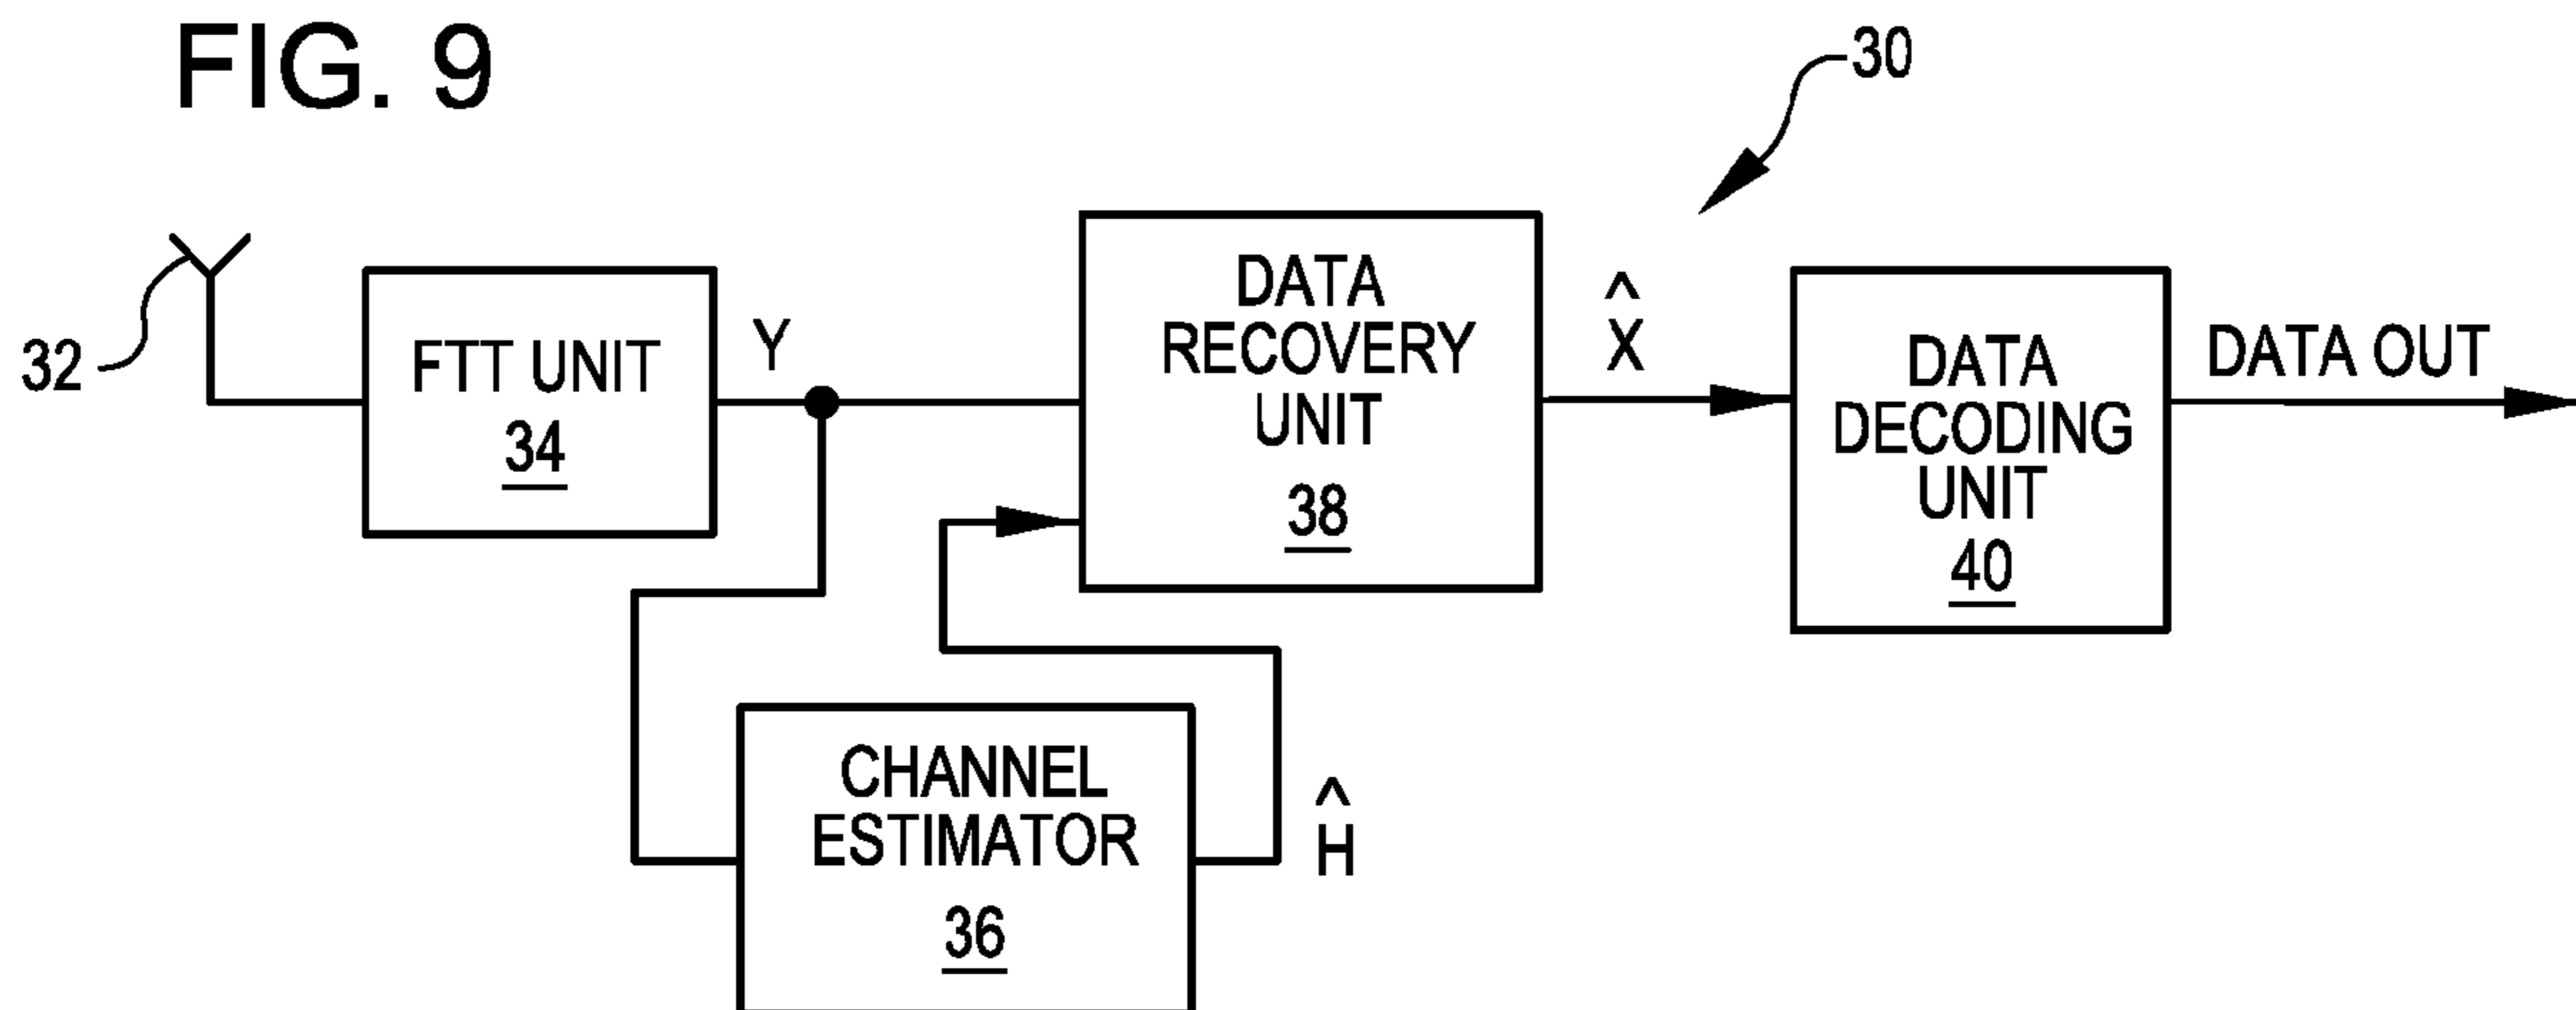 FIG. 9
30
32
FTT UNIT
34
Y
DATA
RECOVERY
UNIT
38
^
X
DATA
DECODING
UNIT
40
DATA OUT
CHANNEL
ESTIMATOR
36
^
H